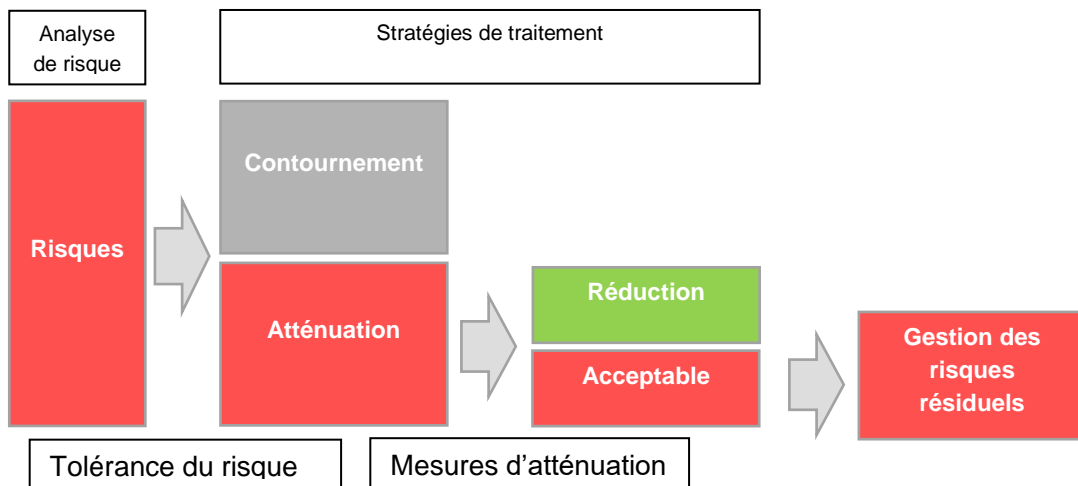 Analyse
de risque
Stratégies de traitement
Contournement
Risques
Atténuation
Réduction
Acceptable
Gestion des
risques
résiduels
Tolérance du risque
Mesures d’atténuation